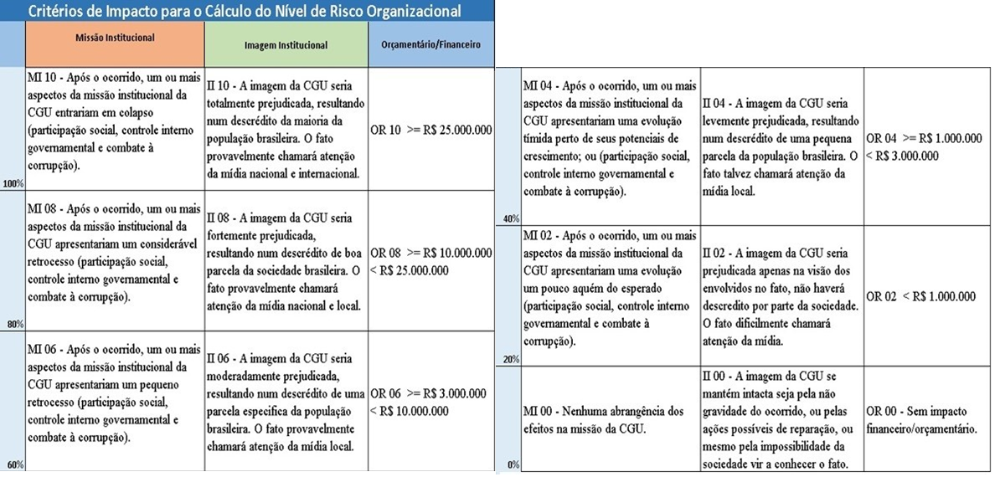 Critérios de Impacto para o Cálculo do Nível de Risco Organizacional
Missão Institucional
Imagem Institucional
Orçamentário/Financeiro
MI 10 - Após o ocorrido, um ou mais
aspectos da missão institucional da
CGU entrariam em colapso
(participação social, controle interno
governamental e combate à
corrupção).
II 10 - A imagem da CGU seria
totalmente prejudicada, resultando
num descrédito da maioria da
população brasileira. O fato
provavelmente chamará atenção
da mídia nacional e internacional.
OR 10 >= R$ 25.000.000
100%
MI 08 - Após o ocorrido, um ou mais
aspectos da missão institucional da
CGU apresentariam um considerável
retrocesso (participação social,
controle interno governamental e
combate à corrupção).
II 08 - A imagem da CGU seria
fortemente prejudicada,
resultando num descrédito de boa
parcela da sociedade brasileira. O
fato provavelmente chamará
atenção da mídia nacional e local.
OR 08 >= R$ 10.000.000
< R$ 25.000.000
80%
MI 06 - Após o ocorrido, um ou mais
aspectos da missão institucional da
CGU apresentariam um pequeno
retrocesso (participação social,
controle interno governamental e
combate à corrupção).
II 06 - A imagem da CGU seria
moderadamente prejudicada,
resultando num descrédito de uma
parcela especifica da população
brasileira. O fato provavelmente
chamará atenção da mídia local.
OR 06 >= R$ 3.000.000
< R$ 10.000.000
60%
MI 04 - Após o ocorrido, um ou mais
aspectos da missão institucional da
CGU apresentariam uma evolução
tímida perto de seus potenciais de
crescimento; ou (participação social,
controle interno governamental e
combate à corrupção).
II 04 - A imagem da CGU seria
levemente prejudicada, resultando
num descrédito de uma pequena
parcela da população brasileira. O
fato talvez chamará atenção da
mídia local.
OR 04 >= R$ 1.000.000
< R$ 3.000.000
40%
MI 02 - Após o ocorrido, um ou mais
aspectos da missão institucional da
CGU apresentariam uma evolução
um pouco aquém do esperado
(participação social, controle interno
governamental e combate à
corrupção).
II 02 - A imagem da CGU seria
prejudicada apenas na visão dos
envolvidos no fato, não haverá
descredito por parte da sociedade.
O fato dificilmente chamará
atenção da mídia.
OR 02 < R$ 1.000.000
20%
MI 00 - Nenhuma abrangência dos
efeitos na missão da CGU.
II 00 - A imagem da CGU se
mantém intacta seja pela não
gravidade do ocorrido, ou pelas
ações possíveis de reparação, ou
mesmo pela impossibilidade da
sociedade vir a conhecer o fato.
OR 00 - Sem impacto
financeiro/orçamentário.
0%